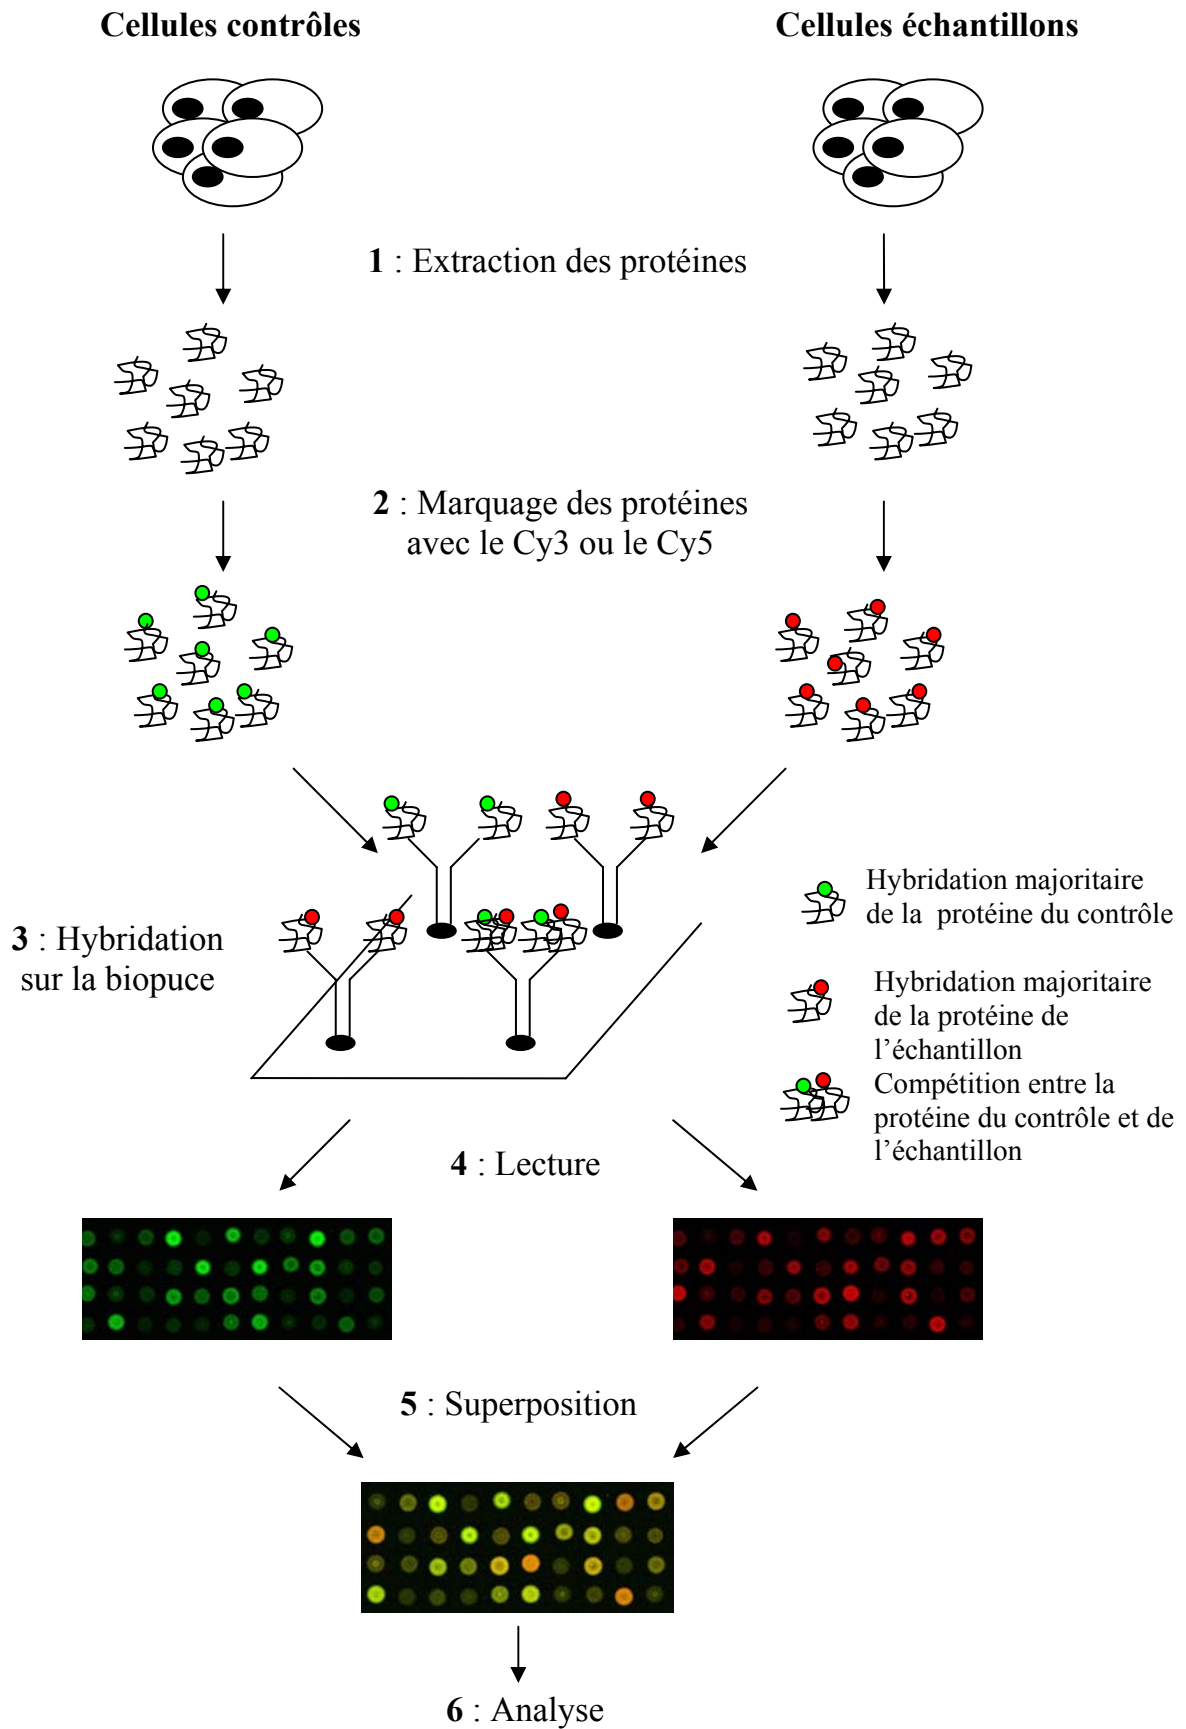 Cellules contrôles
Cellules échantillons
1 : Extraction des protéines
2 : Marquage des protéines
avec le Cy3 ou le Cy5
3 : Hybridation
sur la biopuce
Hybridation majoritaire
de la protéine du contrôle
Hybridation majoritaire
de la protéine de
l’échantillon
Compétition entre la
protéine du contrôle et de
l’échantillon
4 : Lecture
5 : Superposition
6 : Analyse